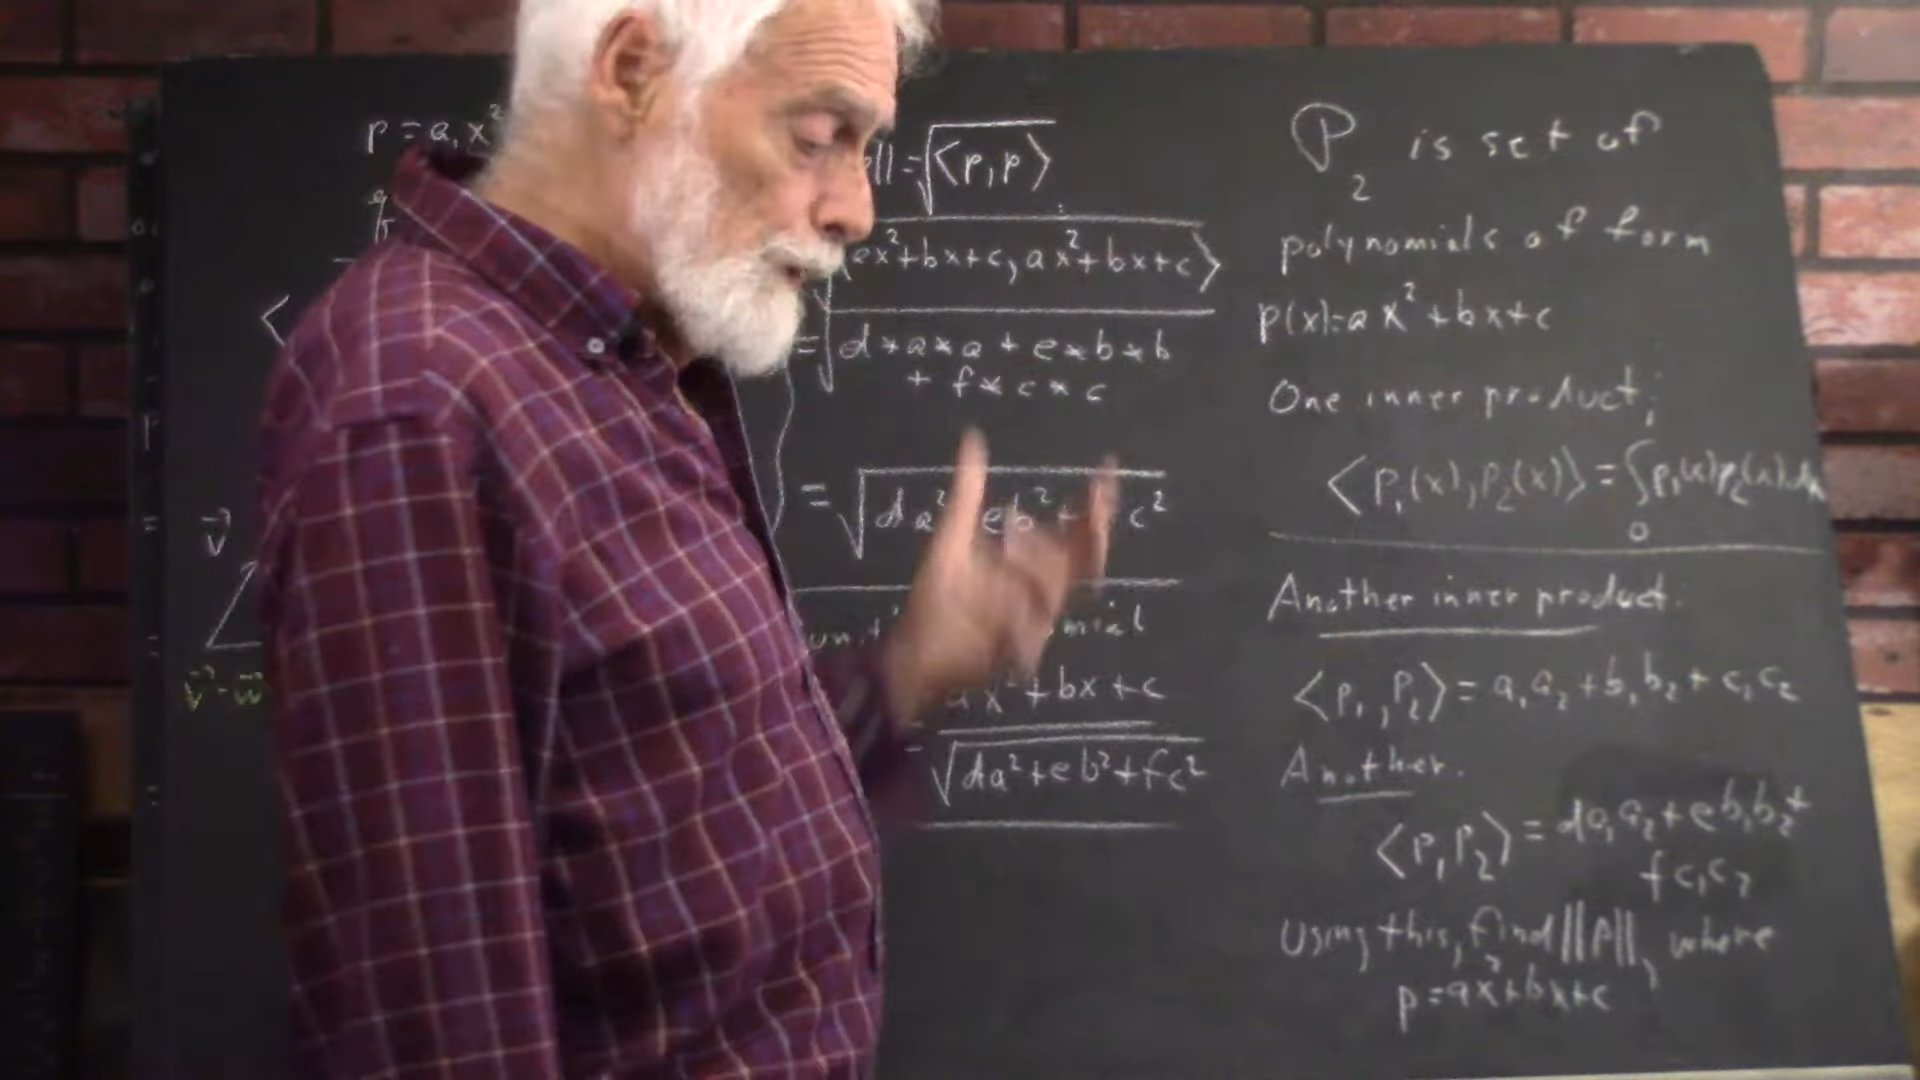 p = a₁x²
q
<
v⃗
v⃗ - w⃗
|| = √⟨p,p⟩
ax²+bx+c, ax²+bx+c⟩
= √d*a*a + e*b*b
+ f*c*c
= √da² eb² + c²
unit
ax²+bx+c
= √da²+eb²+fc²
P₂ is set of
polynomials of form
p(x)=ax²+bx+c
One inner product;
⟨p₁(x),p₂(x)⟩ = ∫₀ p₁(x)p₂(x)dx
Another inner product.
⟨p₁,p₂⟩ = a₁a₂+b₁b₂+c₁c₂
Another.
⟨p₁p₂⟩ = da₁a₂+eb₁b₂+
fc₁c₂
Using this, find ||p||, where
p=ax²+bx+c